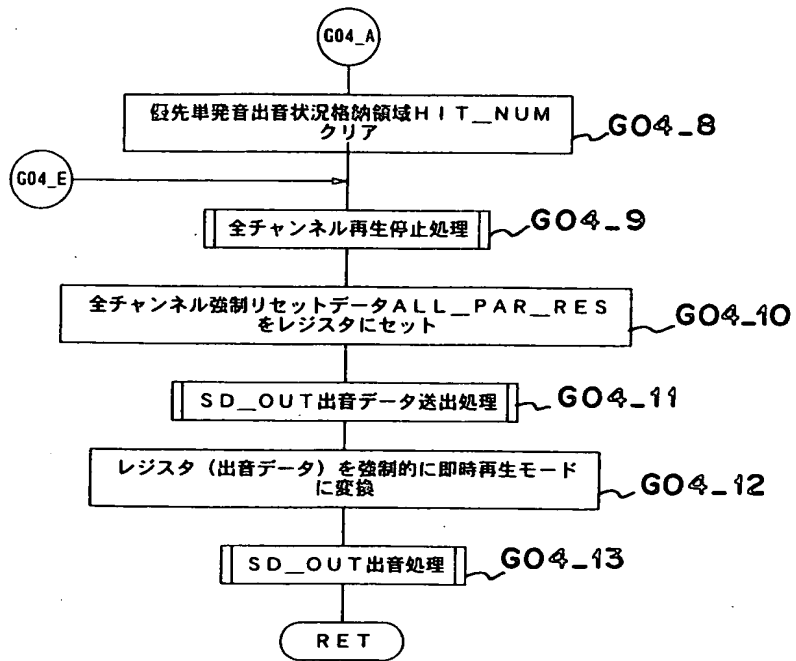 G04_A
優先単発音出音状況格納領域HIT__NUM
クリア
G04_8
G04_E
全チャンネル再生停止処理
G04_9
全チャンネル強制リセットデータALL__PAR__RES
をレジスタにセット
G04_10
SD__OUT出音データ送出処理
G04_11
レジスタ（出音データ）を強制的に即時再生モード
に変換
G04_12
SD__OUT出音処理
G04_13
RET